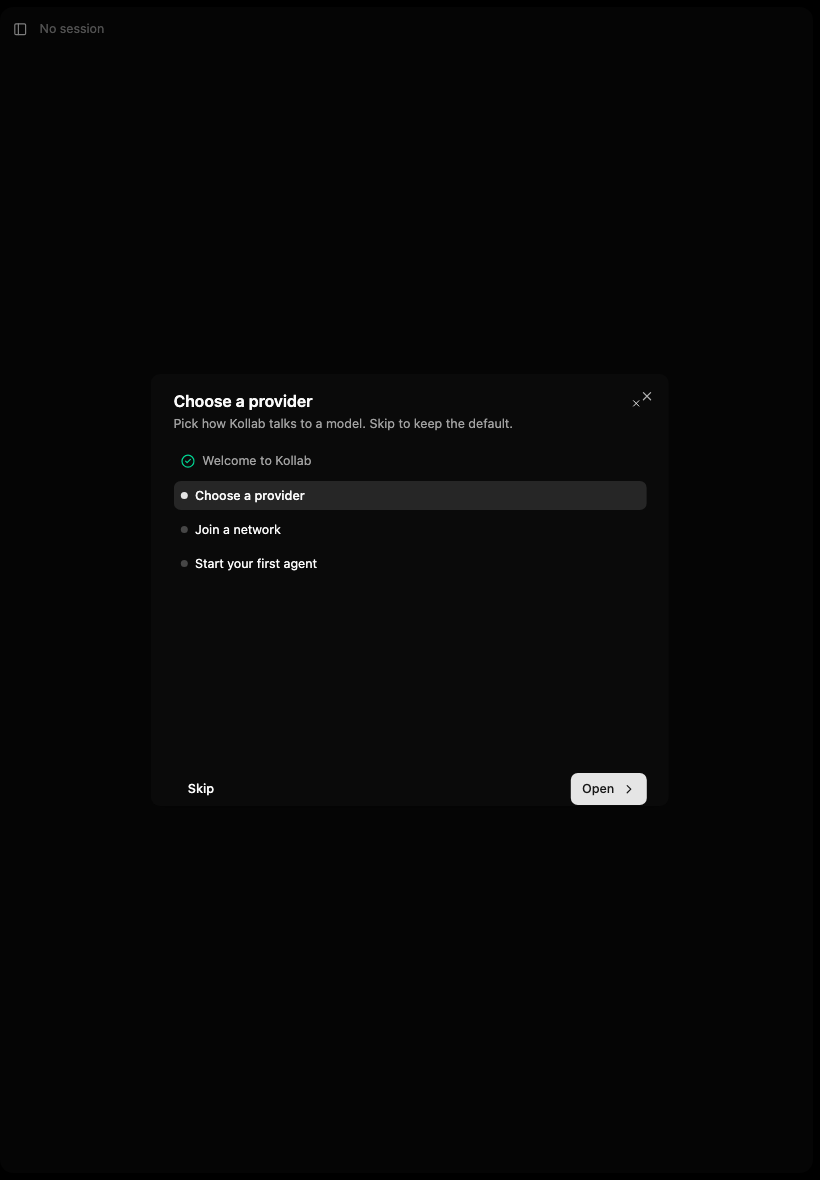 No session
Choose a provider
Pick how Kollab talks to a model. Skip to keep the default.
Welcome to Kollab
Choose a provider
Join a network
Start your first agent
Skip
Open